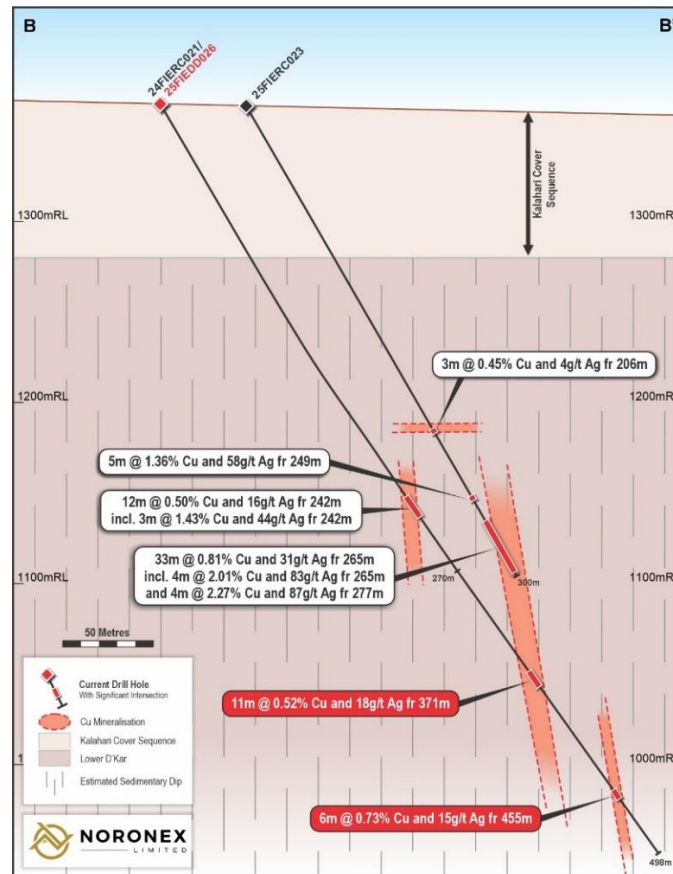 B
B'
24FIERC021/
25FIEDD026
25FIERC023
Kalahari Cover
Sequence
1300mRL
1300mRL
1200mRL
1200mRL
3m @ 0.45% Cu and 4g/t Ag fr 206m
5m @ 1.36% Cu and 58g/t Ag fr 249m
12m @ 0.50% Cu and 16g/t Ag fr 242m
incl. 3m @ 1.43% Cu and 44g/t Ag fr 242m
33m @ 0.81% Cu and 31g/t Ag fr 265m
incl. 4m @ 2.01% Cu and 83g/t Ag fr 265m
and 4m @ 2.27% Cu and 87g/t Ag fr 277m
1100mRL
270m
300m
1100mRL
50 Metres
Current Drill Hole
With Significant Intersection
Cu Mineralisation
Kalahari Cover Sequence
Lower D'Kar
Estimated Sedimentary Dip
11m @ 0.52% Cu and 18g/t Ag fr 371m
1
1000mRL
6m @ 0.73% Cu and 15g/t Ag fr 455m
498m
NORONEX
LIMITED